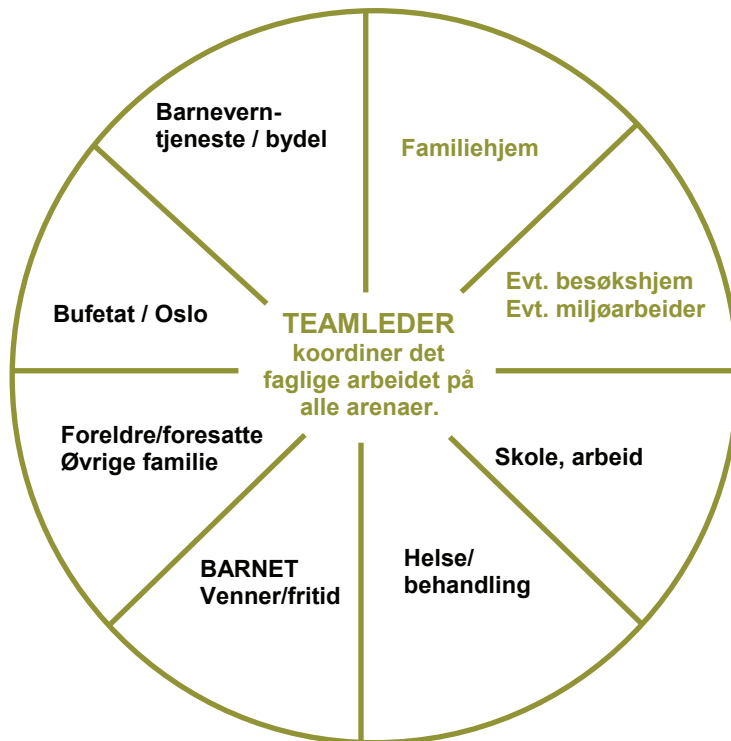 Barnevern-
tjeneste / bydel
Familiehjem
Evt. besøkshjem
Evt. miljøarbeider
Bufetat / Oslo
TEAMLEDER
koordiner det
faglige arbeidet på
alle arenaer.
Foreldre/foresatte
Øvrige familie
Skole, arbeid
BARNET
Venner/fritid
Helse/
behandling